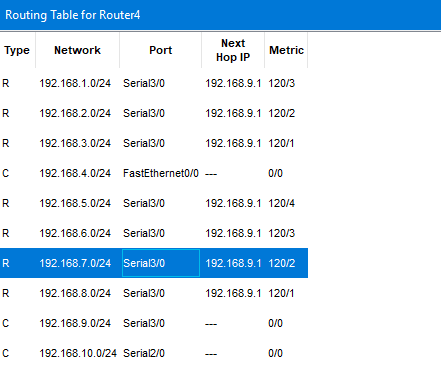 Routing Table for Router4
Type Network Port Next Hop IP Metric
R 192.168.1.0/24 Serial3/0 192.168.9.1 120/3
R 192.168.2.0/24 Serial3/0 192.168.9.1 120/2
R 192.168.3.0/24 Serial3/0 192.168.9.1 120/1
C 192.168.4.0/24 FastEthernet0/0 --- 0/0
R 192.168.5.0/24 Serial3/0 192.168.9.1 120/4
R 192.168.6.0/24 Serial3/0 192.168.9.1 120/3
R 192.168.7.0/24 Serial3/0 192.168.9.1 120/2
R 192.168.8.0/24 Serial3/0 192.168.9.1 120/1
C 192.168.9.0/24 Serial3/0 --- 0/0
C 192.168.10.0/24 Serial2/0 --- 0/0